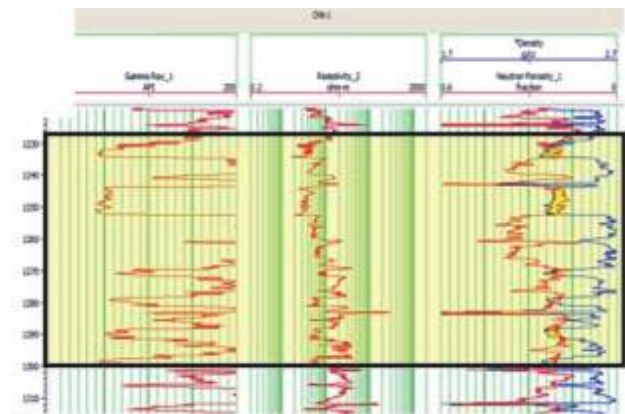 *Density
1.7 2.7
Gamma Ray_1
API 200
Resistivity_2
0.2 ohm-m 2000
Neutron Porosity_1
0.6 fraction 0
1230
1240
1250
1260
1270
1280
1290
1300
1310